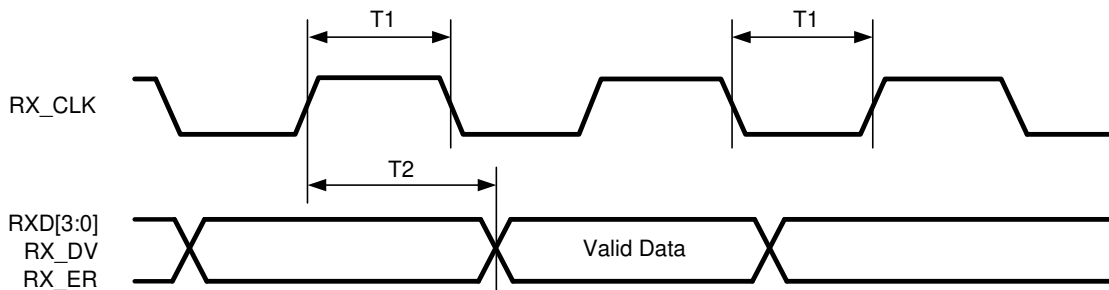 T1
T1
RX_CLK
T2
RXD[3:0]
RX_DV
Valid Data
RX_ER